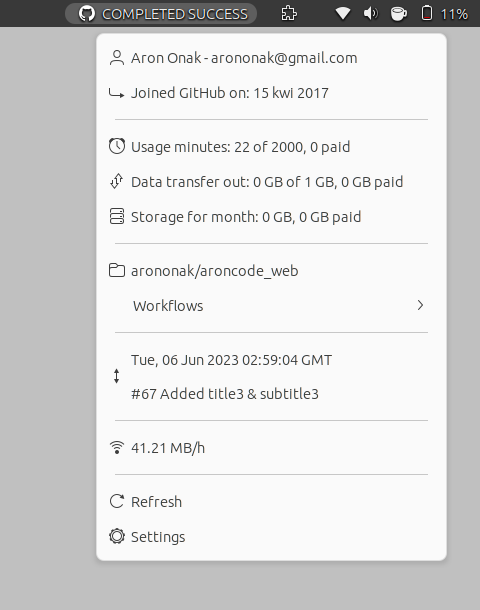 COMPLETED SUCCESS
11%
Aron Onak - arononak@gmail.com
Joined GitHub on: 15 kwi 2017
Usage minutes: 22 of 2000, 0 paid
Data transfer out: 0 GB of 1 GB, 0 GB paid
Storage for month: 0 GB, 0 GB paid
arononak/aroncode_web
Workflows
Tue, 06 Jun 2023 02:59:04 GMT
#67 Added title3 & subtitle3
41.21 MB/h
Refresh
Settings